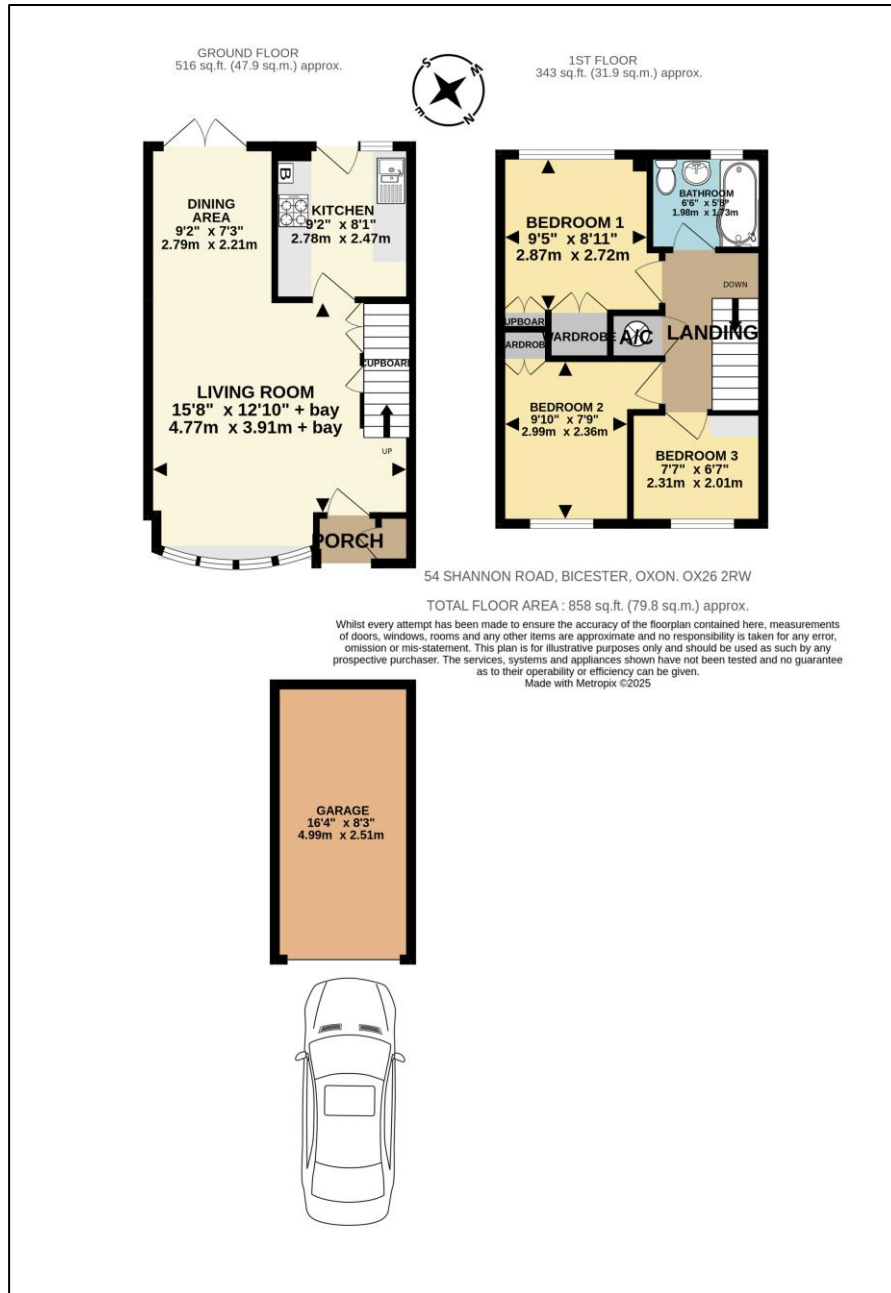 GROUND FLOOR
516 sq.ft. (47.9 sq.m.) approx.
1ST FLOOR
343 sq.ft. (31.9 sq.m.) approx.
S
W
E
N
DINING
AREA
9'2" x 7'3"
2.79m x 2.21m
B
KITCHEN
9'2" x 8'1"
2.78m x 2.47m
LIVING ROOM
15'8" x 12'10" + bay
4.77m x 3.91m + bay
CUPBOARD
UP
PORCH
BATHROOM
6'6" x 5'8"
1.98m x 1.73m
BEDROOM 1
9'5" x 8'11"
2.87m x 2.72m
DOWN
UPBOAR
WARDROBE
ARDROB
A/C
LANDING
BEDROOM 2
9'10" x 7'9"
2.99m x 2.36m
BEDROOM 3
7'7" x 6'7"
2.31m x 2.01m
54 SHANNON ROAD, BICESTER, OXON. OX26 2RW
TOTAL FLOOR AREA : 858 sq.ft. (79.8 sq.m.) approx.
Whilst every attempt has been made to ensure the accuracy of the floorplan contained here, measurements
of doors, windows, rooms and any other items are approximate and no responsibility is taken for any error,
omission or mis-statement. This plan is for illustrative purposes only and should be used as such by any
prospective purchaser. The services, systems and appliances shown have not been tested and no guarantee
as to their operability or efficiency can be given.
Made with Metropix ©2025
GARAGE
16'4" x 8'3"
4.99m x 2.51m